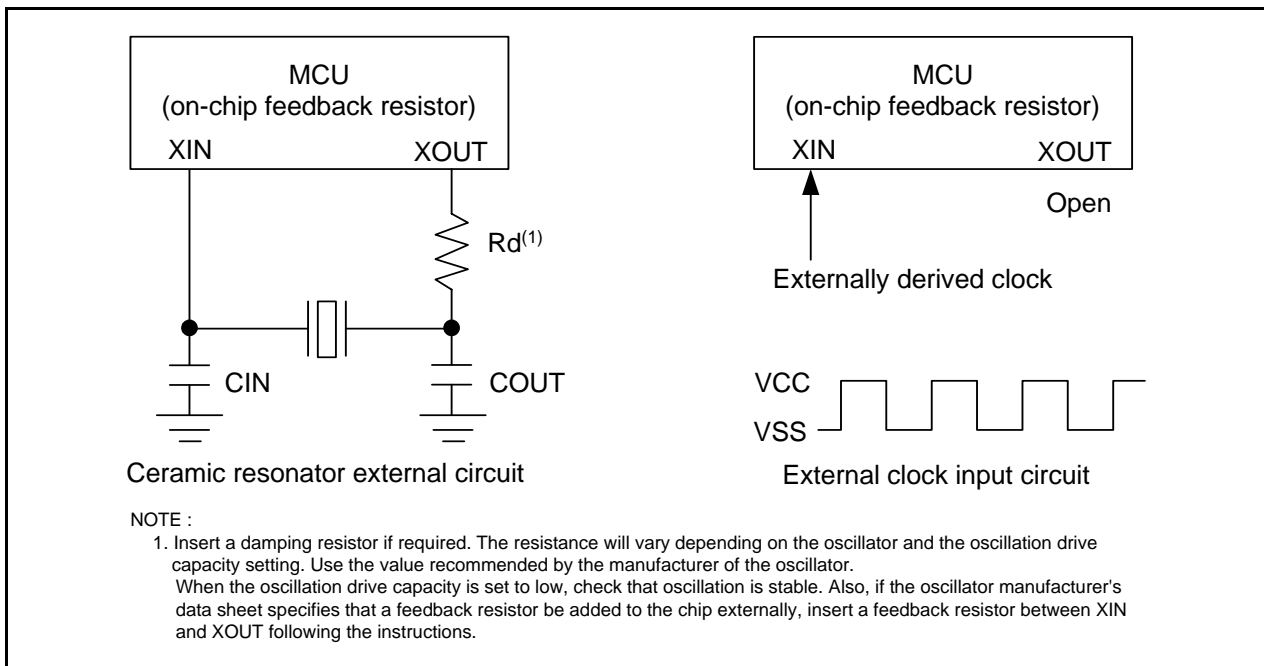 MCU
(on-chip feedback resistor)
XIN XOUT
Rd(1)
CIN COUT
Ceramic resonator external circuit
MCU
(on-chip feedback resistor)
XIN XOUT
Open
Externally derived clock
VCC
VSS
External clock input circuit
NOTE :
1. Insert a damping resistor if required. The resistance will vary depending on the oscillator and the oscillation drive
capacity setting. Use the value recommended by the manufacturer of the oscillator.
When the oscillation drive capacity is set to low, check that oscillation is stable. Also, if the oscillator manufacturer's
data sheet specifies that a feedback resistor be added to the chip externally, insert a feedback resistor between XIN
and XOUT following the instructions.